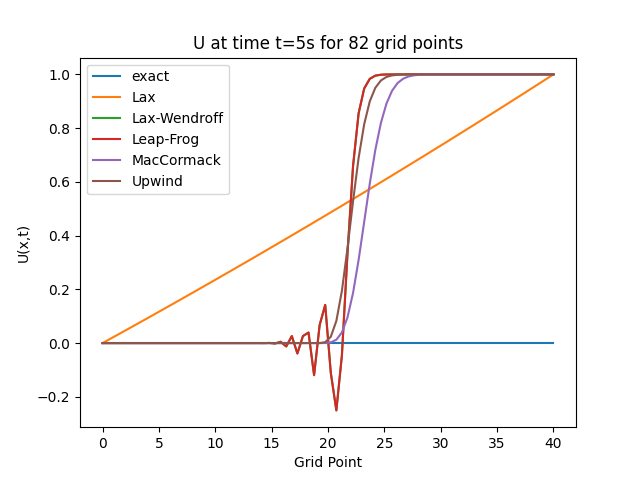 U at time t=5s for 82 grid points
exact
Lax
Lax-Wendroff
Leap-Frog
MacCormack
Upwind
1.0
0.8
0.6
0.4
0.2
0.0
−0.2
U(x,t)
0 5 10 15 20 25 30 35 40
Grid Point